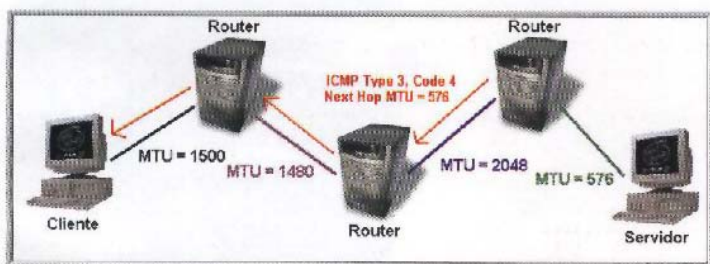 Router
Router
ICMP Type 3, Code 4
Next Hop MTU = 576
MTU = 1500
MTU = 1480
MTU = 2048
MTU = 576
Cliente
Router
Servidor